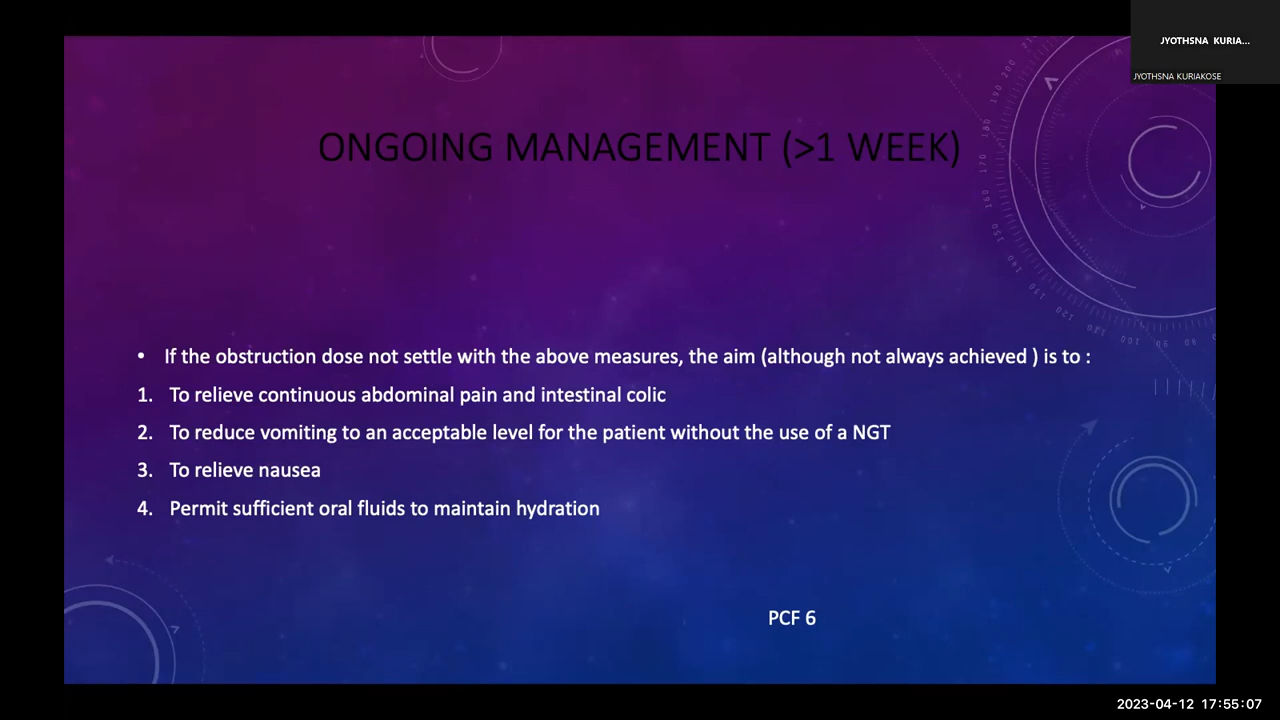 JYOTHSNA KURIA...
JYOTHSNA KURIAKOSE
ONGOING MANAGEMENT (>1 WEEK)
• If the obstruction dose not settle with the above measures, the aim (although not always achieved ) is to :
1. To relieve continuous abdominal pain and intestinal colic
2. To reduce vomiting to an acceptable level for the patient without the use of a NGT
3. To relieve nausea
4. Permit sufficient oral fluids to maintain hydration
PCF 6
2023-04-12 17:55:07